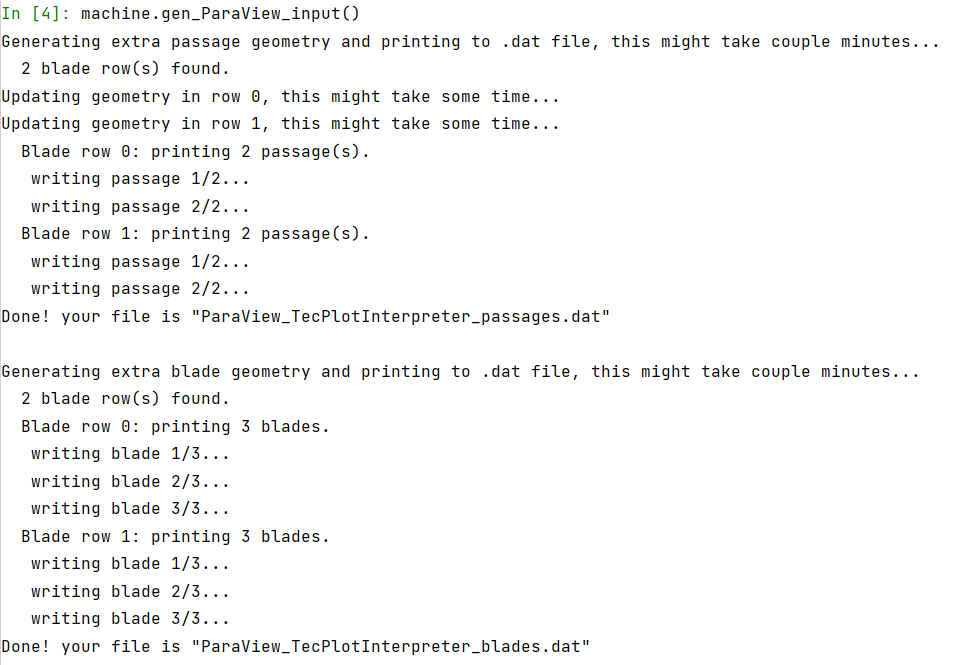 In [4]: machine.gen_ParaView_input()
Generating extra passage geometry and printing to .dat file, this might take couple minutes...
  2 blade row(s) found.
Updating geometry in row 0, this might take some time...
Updating geometry in row 1, this might take some time...
  Blade row 0: printing 2 passage(s).
   writing passage 1/2...
   writing passage 2/2...
  Blade row 1: printing 2 passage(s).
   writing passage 1/2...
   writing passage 2/2...
Done! your file is "ParaView_TecPlotInterpreter_passages.dat"

Generating extra blade geometry and printing to .dat file, this might take couple minutes...
  2 blade row(s) found.
  Blade row 0: printing 3 blades.
   writing blade 1/3...
   writing blade 2/3...
   writing blade 3/3...
  Blade row 1: printing 3 blades.
   writing blade 1/3...
   writing blade 2/3...
   writing blade 3/3...
Done! your file is "ParaView_TecPlotInterpreter_blades.dat"